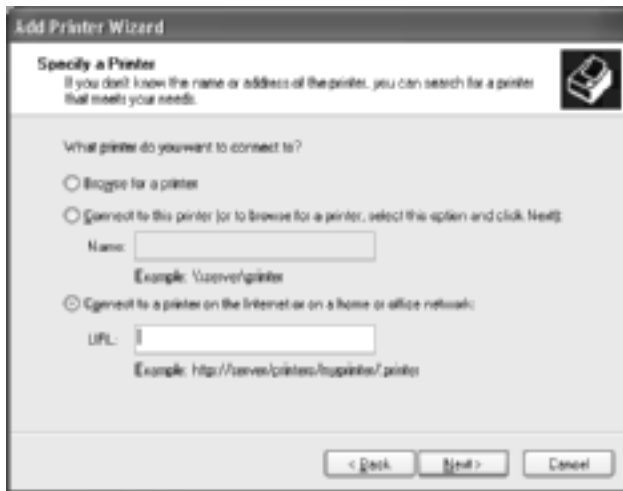 Add Printer Wizard
Specify a Printer
If you don't know the name or address of the printer, you can search for a printer
that meets your needs.
What printer do you want to connect to?
Browse for a printer
Connect to this printer (or to browse for a printer, select this option and click Next):
Name:
Example: \\server\printer
Connect to a printer on the Internet or on a home or office network:
URL:
Example: http://server/printers/myprinter/.printer
< Back Next > Cancel